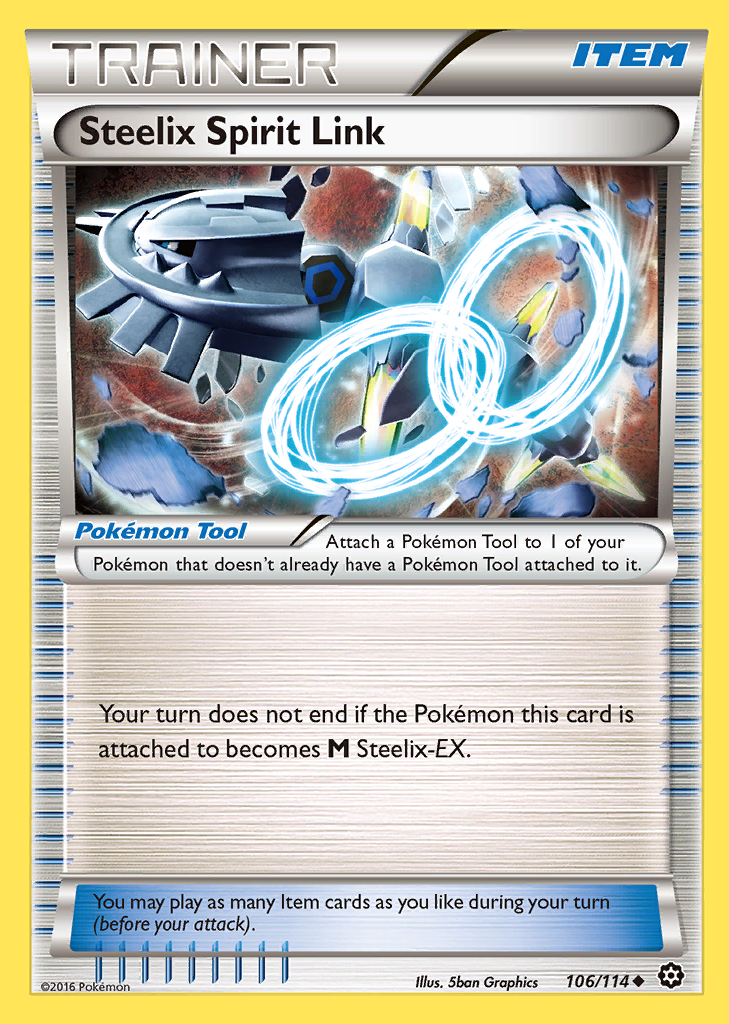 TRAINER
ITEM
Steelix Spirit Link
Pokémon Tool
Attach a Pokémon Tool to 1 of your
Pokémon that doesn't already have a Pokémon Tool attached to it.
Your turn does not end if the Pokémon this card is
attached to becomes M Steelix-EX.
You may play as many Item cards as you like during your turn
(before your attack).
©2016 Pokémon
Illus. 5ban Graphics
106/114